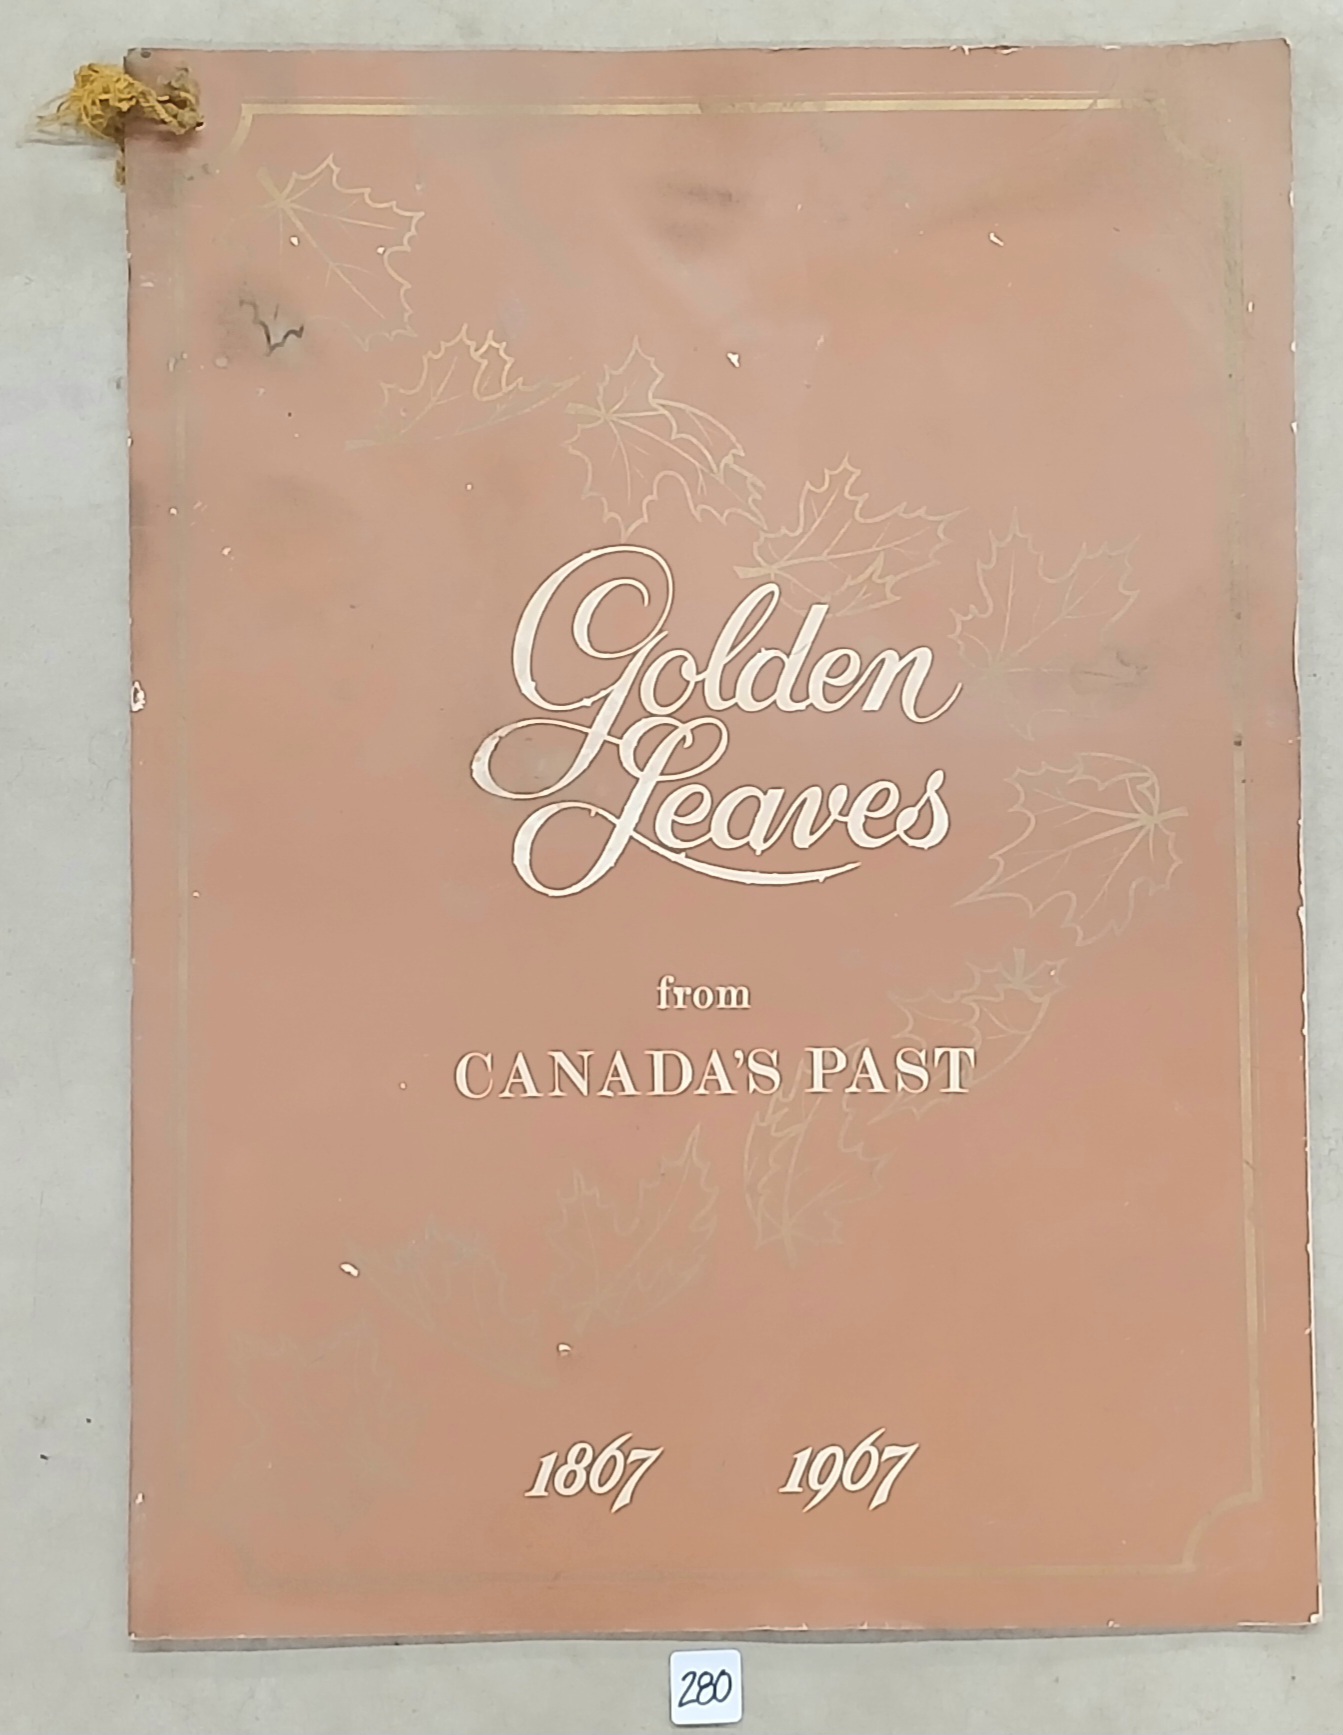 Golden
Leaves
from
CANADA'S PAST
1867 1967
280